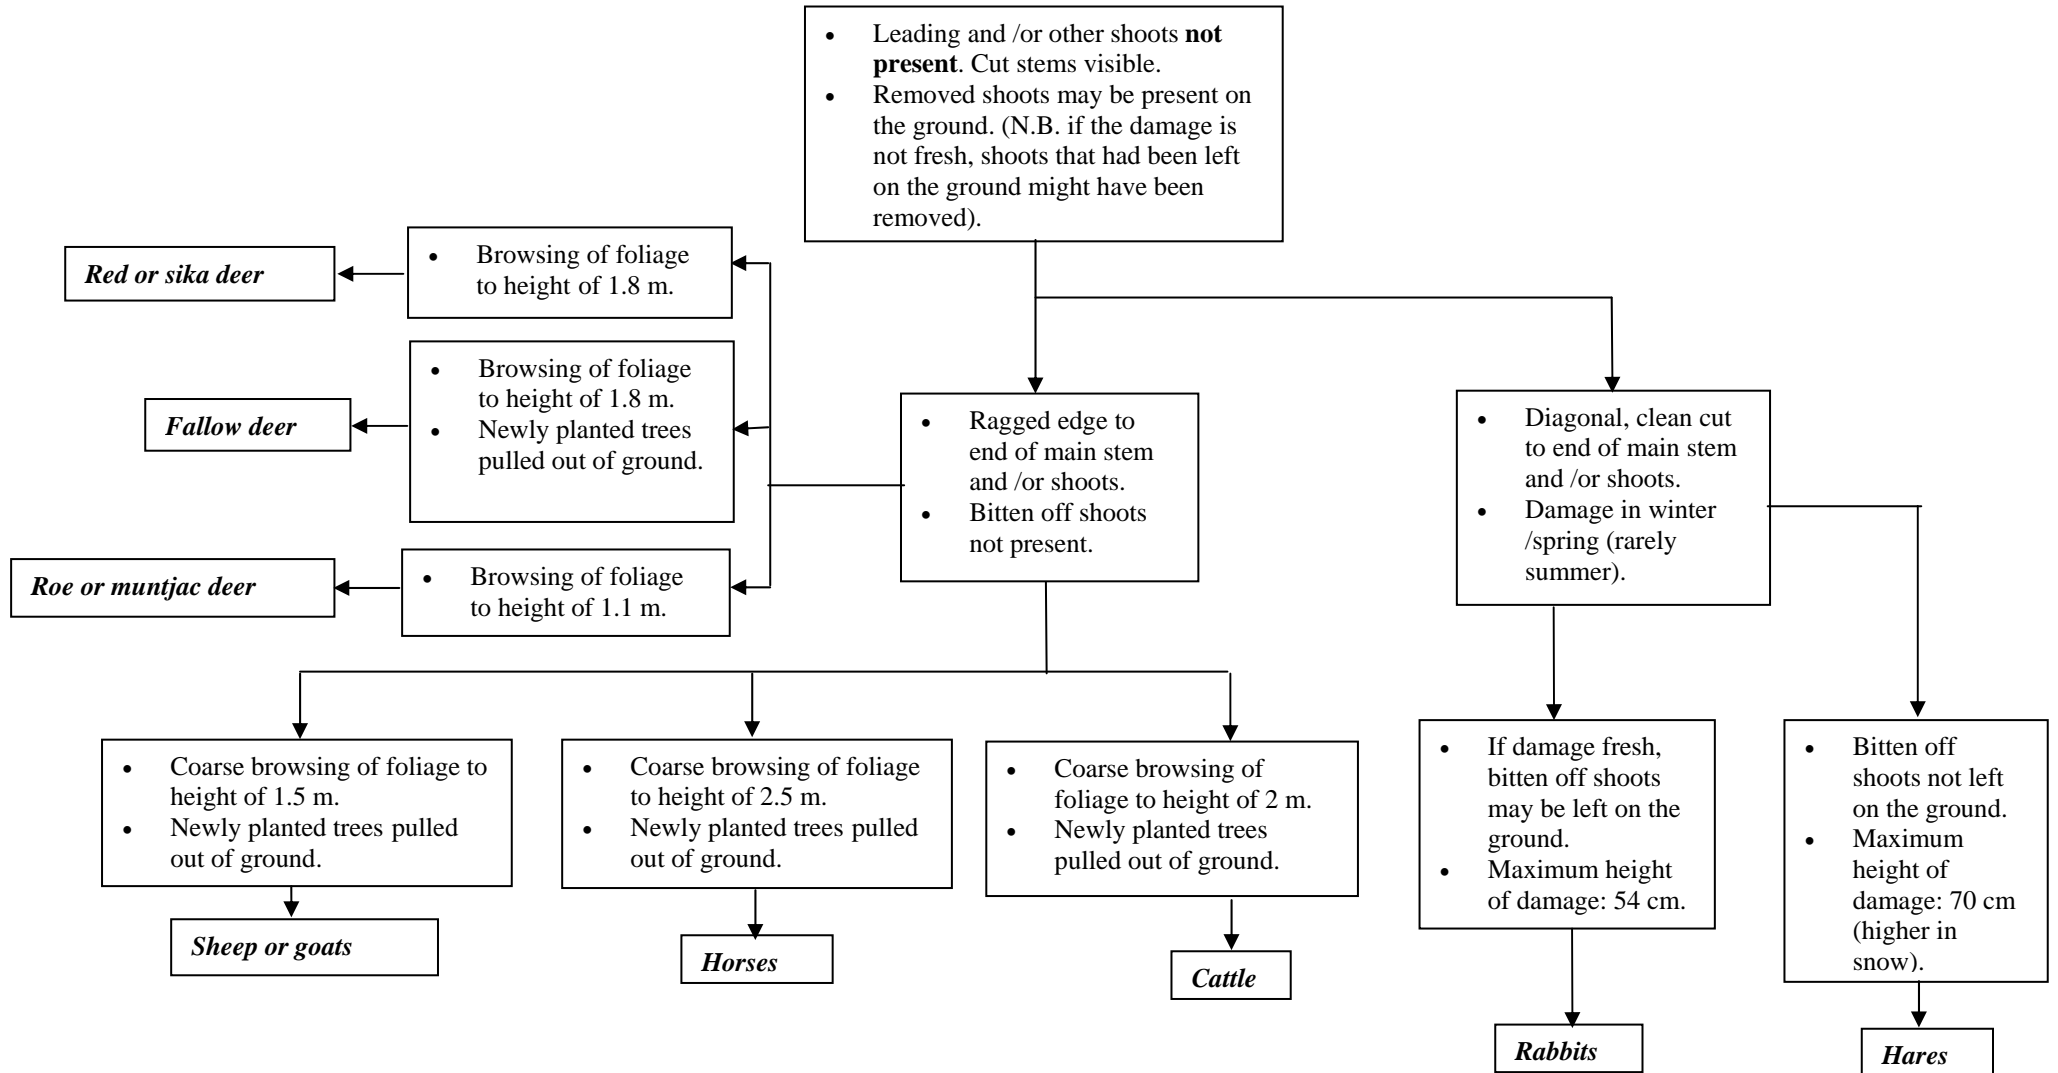 • Leading and /or other shoots not
present. Cut stems visible.
• Removed shoots may be present on
the ground. (N.B. if the damage is
not fresh, shoots that had been left
on the ground might have been
removed).
• Browsing of foliage
to height of 1.8 m.
Red or sika deer
• Browsing of foliage
to height of 1.8 m.
• Newly planted trees
pulled out of ground.
Fallow deer
• Browsing of foliage
to height of 1.1 m.
Roe or muntjac deer
• Ragged edge to
end of main stem
and /or shoots.
• Bitten off shoots
not present.
• Diagonal, clean cut
to end of main stem
and /or shoots.
• Damage in winter
/spring (rarely
summer).
• Coarse browsing of foliage to
height of 1.5 m.
• Newly planted trees pulled
out of ground.
Sheep or goats
• Coarse browsing of foliage
to height of 2.5 m.
• Newly planted trees pulled
out of ground.
Horses
• Coarse browsing of
foliage to height of 2 m.
• Newly planted trees
pulled out of ground.
Cattle
• If damage fresh,
bitten off shoots
may be left on the
ground.
• Maximum height
of damage: 54 cm.
Rabbits
• Bitten off
shoots not left
on the ground.
• Maximum
height of
damage: 70 cm
(higher in
snow).
Hares